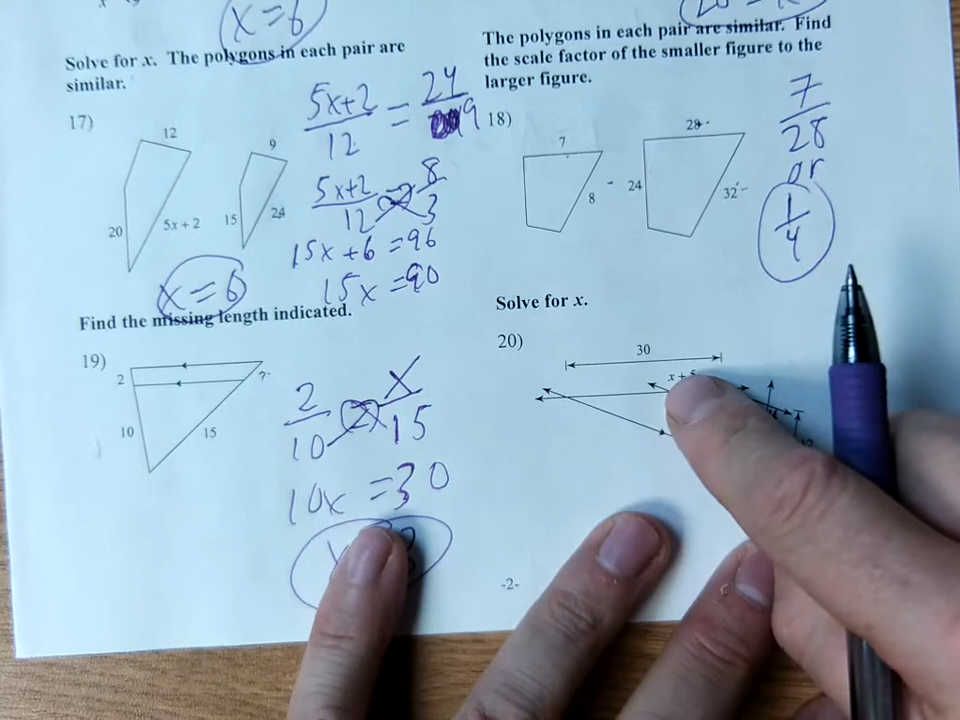 x=6
Solve for x. The polygons in each pair are
similar.
17)
12
20
5x + 2
9
15
24
5x+2
12
=
24
9
5x+2
12
8
3
15x + 6 = 96
15x = 90
x = 6
The polygons in each pair are similar. Find
the scale factor of the smaller figure to the
larger figure.
18)
7
8
28
24
32
7
28
or
1
4
Find the missing length indicated.
19)
2
?
10
15
2
10
x
15
10x = 30
Solve for x.
20)
30
-2-